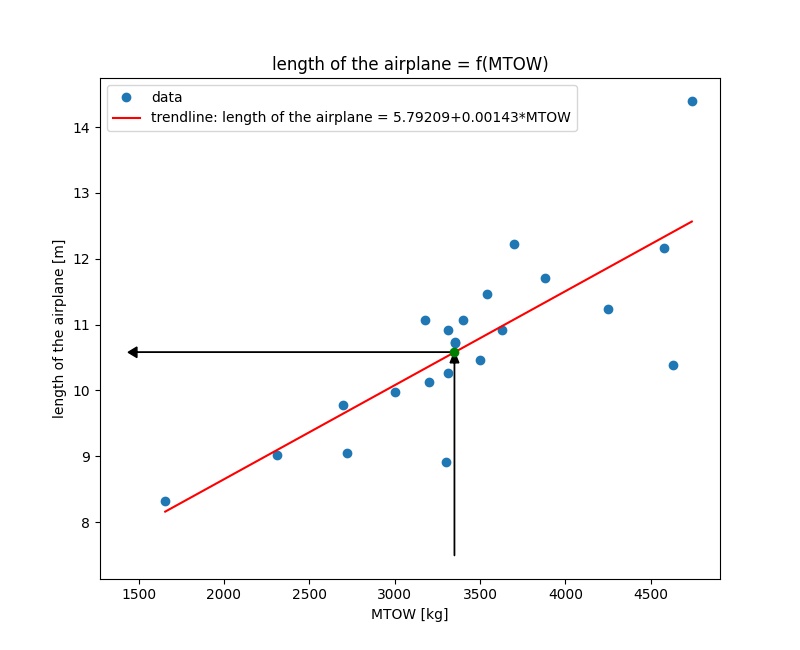 length of the airplane = f(MTOW)
data
trendline: length of the airplane = 5.79209+0.00143*MTOW
length of the airplane [m]
14
13
12
11
10
9
8
1500 2000 2500 3000 3500 4000 4500
MTOW [kg]